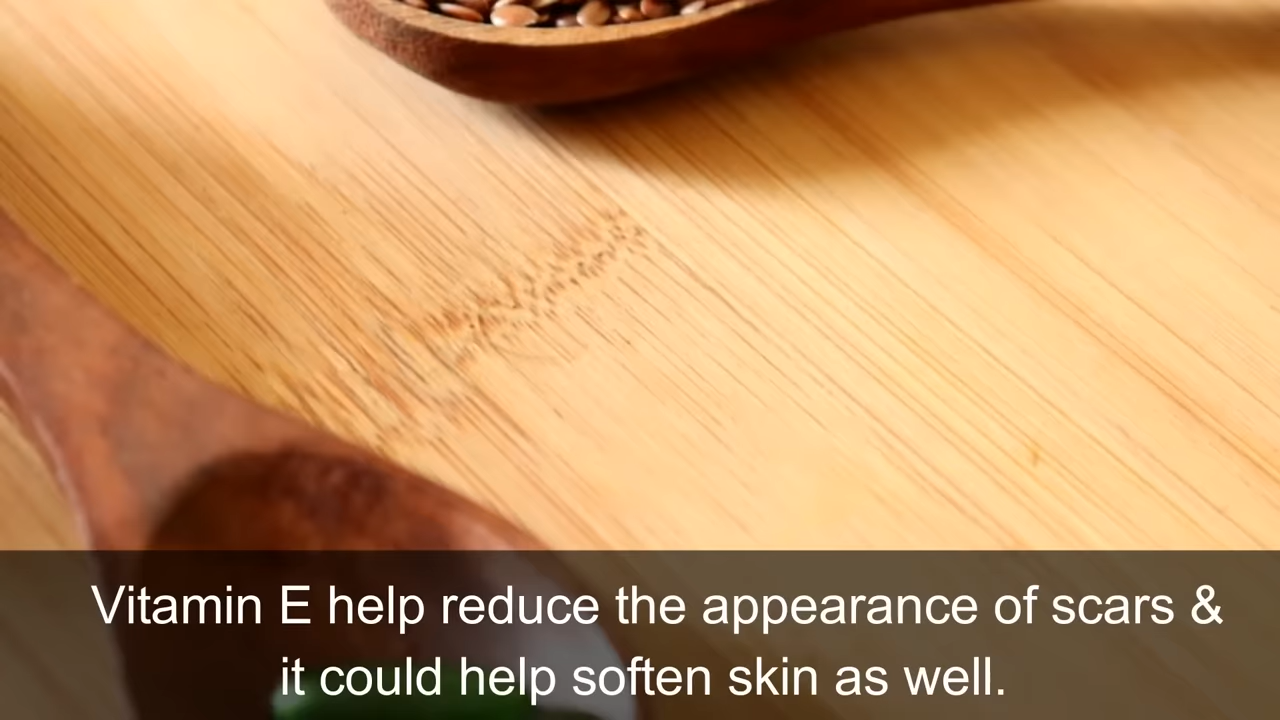 Vitamin E help reduce the appearance of scars &
it could help soften skin as well.